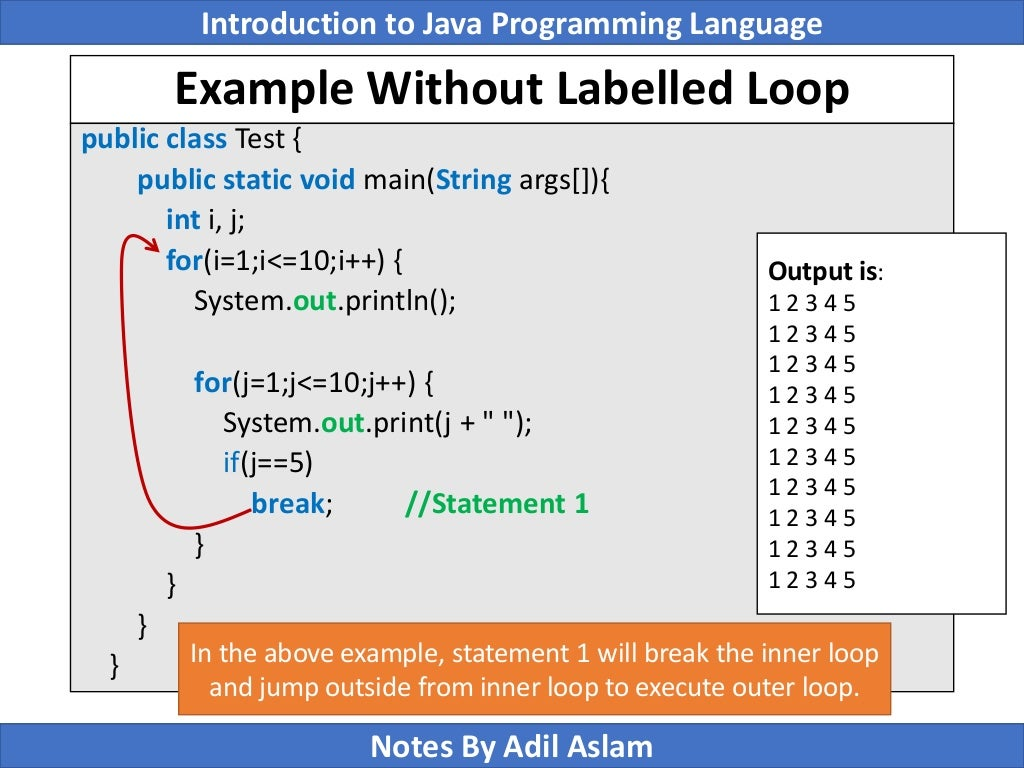 Introduction to Java Programming Language
Example Without Labelled Loop
public class Test {
public static void main(String args[]){
int i, j;
for(i=1;i<=10;i++) {
System.out.println();
for(j=1;j<=10;j++) {
System.out.print(j + " ");
if(j==5)
break; //Statement 1
}
}
}
}
Output is:
1 2 3 4 5
1 2 3 4 5
1 2 3 4 5
1 2 3 4 5
1 2 3 4 5
1 2 3 4 5
1 2 3 4 5
1 2 3 4 5
1 2 3 4 5
1 2 3 4 5
In the above example, statement 1 will break the inner loop
and jump outside from inner loop to execute outer loop.
Notes By Adil Aslam